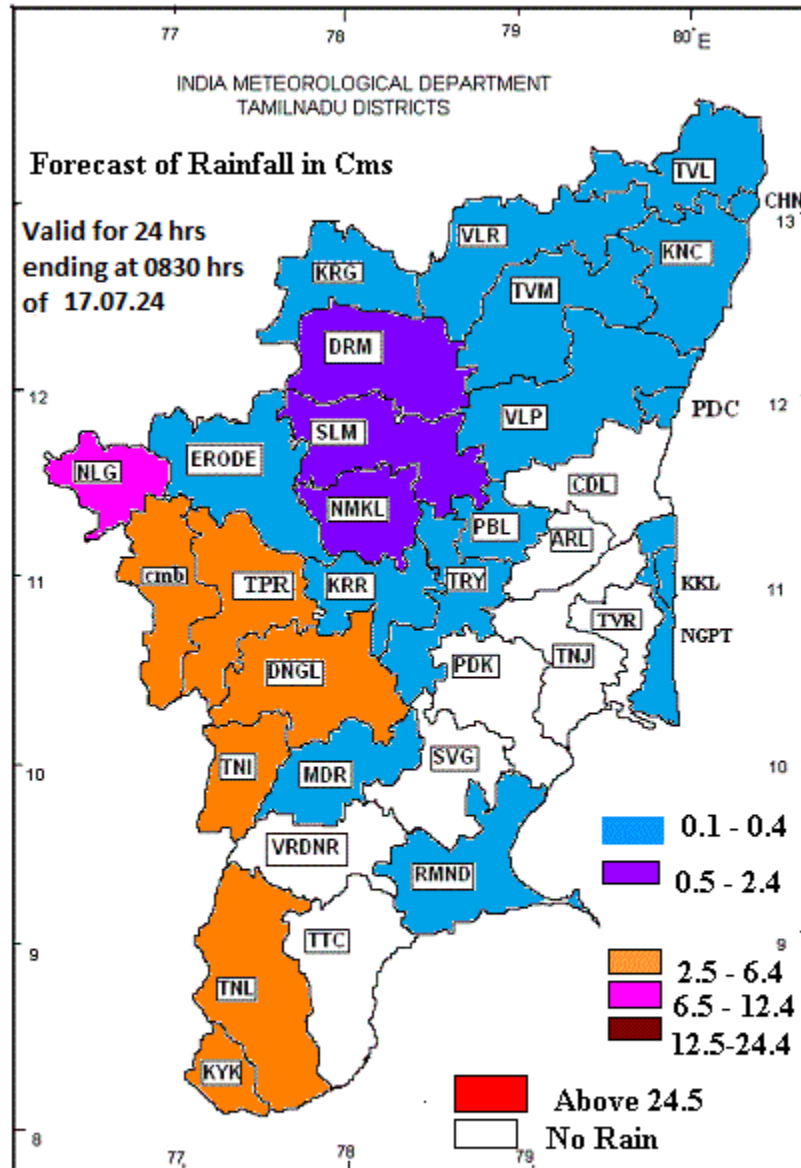 77 78 79 80°E
INDIA METEOROLOGICAL DEPARTMENT
TAMILNADU DISTRICTS
Forecast of Rainfall in Cms
TVL
CHN
13
Valid for 24 hrs
ending at 0830 hrs
of 17.07.24
VLR
KNC
KRG
TVM
DRM
12
12
PDC
VLP
SLM
ERODE
NLG
CDL
NMKL
PBL
ARL
11
cmb
TPR
KRR
TRY
KKL
11
TVR
NGPT
PDK
TNJ
DNGL
10
TNI
MDR
SVG
10
0.1 - 0.4
VRDNR
RMND
0.5 - 2.4
9
TTC
9
2.5 - 6.4
TNL
6.5 - 12.4
12.5-24.4
KYK
Above 24.5
8
No Rain
77 78 79